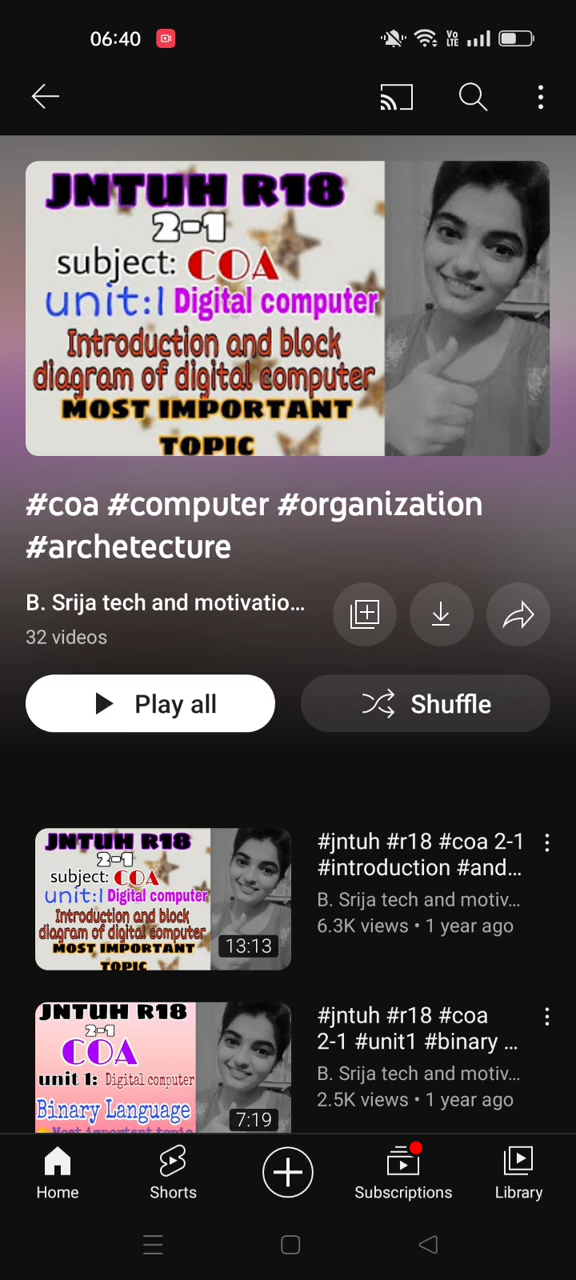 06:40
Vo
LTE
JNTUH R18
2-1
subject: COA
unit:1 Digital computer
Introduction and block
diagram of digital computer
MOST IMPORTANT
TOPIC
#coa #computer #organization
#archetecture
B. Srija tech and motivatio...
32 videos
Play all
Shuffle
JNTUH R18
2-1
subject: COA
unit:1 Digital computer
Introduction and block
diagram of digital computer
MOST IMPORTANT
TOPIC
13:13
#jntuh #r18 #coa 2-1
#introduction #and...
B. Srija tech and motiv...
6.3K views • 1 year ago
JNTUH R18
2-1
COA
unit 1: Digital computer
Binary Language
Most important topic
7:19
#jntuh #r18 #coa
2-1 #unit1 #binary ...
B. Srija tech and motiv...
2.5K views • 1 year ago
Home
Shorts
Subscriptions
Library